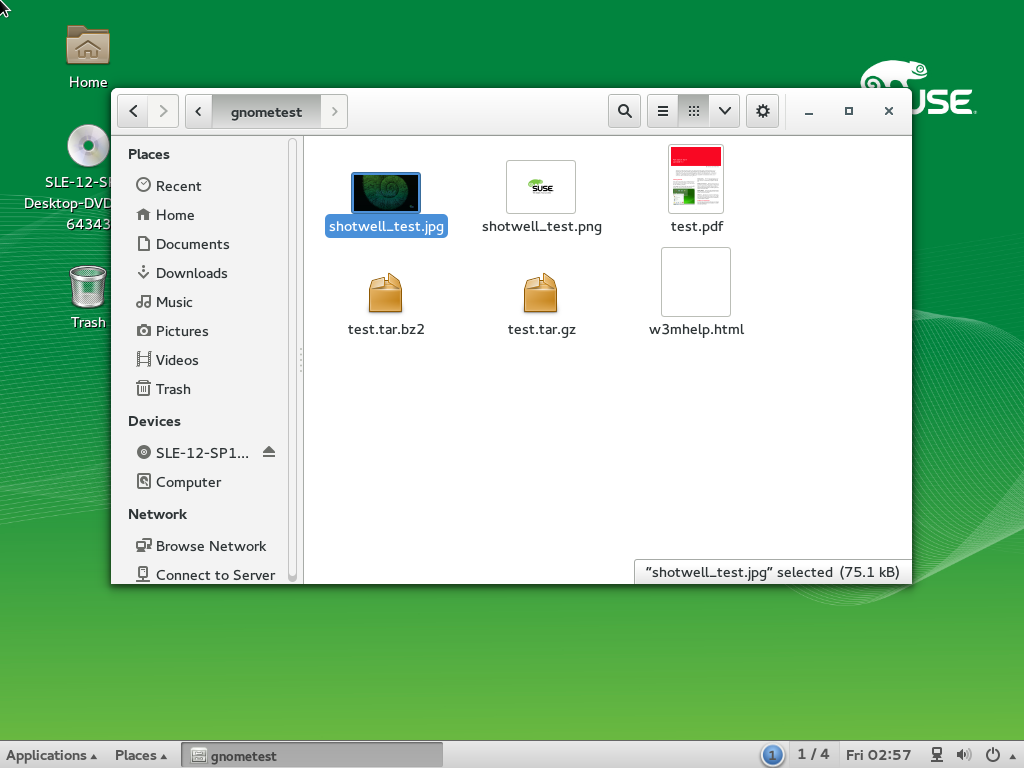 Home
USE
SLE-12-SP
Desktop-DVD
64343
Trash
gnometest
Places
Recent
Home
Documents
Downloads
Music
Pictures
Videos
Trash
Devices
SLE-12-SP1...
Computer
Network
Browse Network
Connect to Server
shotwell_test.jpg
SUSE
shotwell_test.png
test.pdf
test.tar.bz2
test.tar.gz
w3mhelp.html
"shotwell_test.jpg" selected (75.1 kB)
Applications
Places
gnometest
1
1 / 4
Fri 02:57